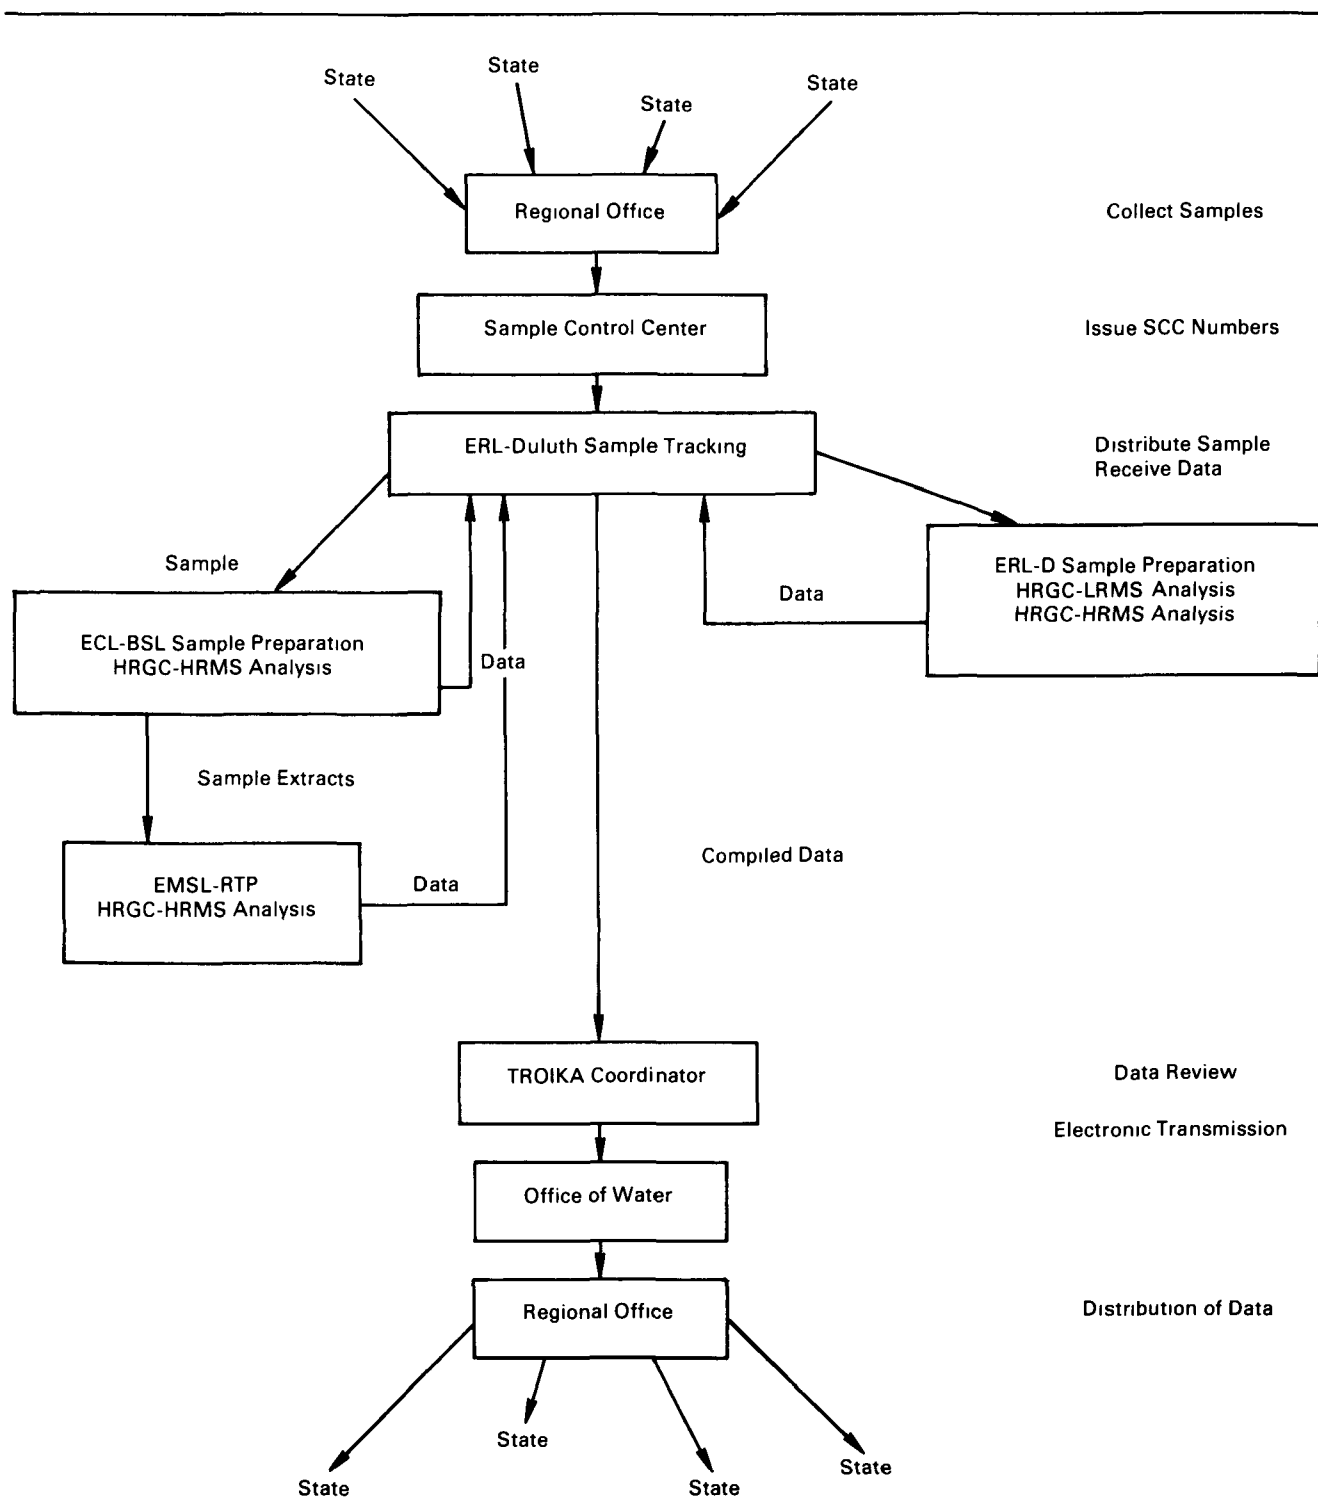 State
State
State
State
Regional Office
Collect Samples
Sample Control Center
Issue SCC Numbers
ERL-Duluth Sample Tracking
Distribute Sample
Receive Data
Sample
ECL-BSL Sample Preparation
HRGC-HRMS Analysis
Data
Data
ERL-D Sample Preparation
HRGC-LRMS Analysis
HRGC-HRMS Analysis
Sample Extracts
EMSL-RTP
HRGC-HRMS Analysis
Data
Compiled Data
TROIKA Coordinator
Data Review
Electronic Transmission
Office of Water
Regional Office
Distribution of Data
State
State
State
State